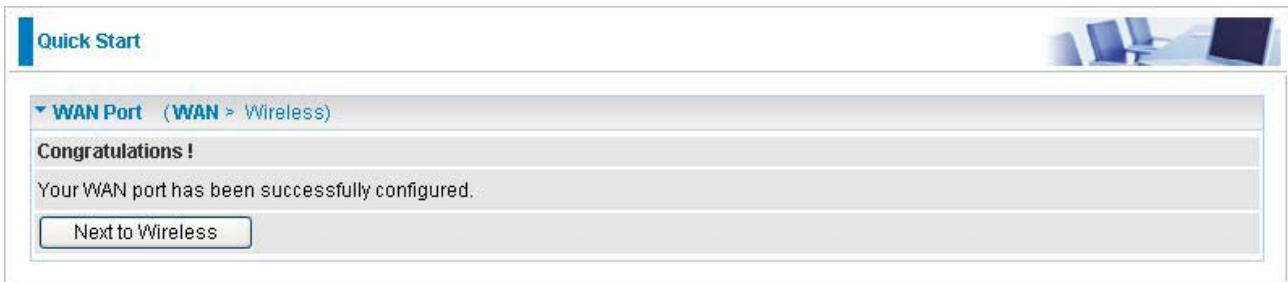 Quick Start
WAN Port (WAN > Wireless)
Congratulations !
Your WAN port has been successfully configured.
Next to Wireless